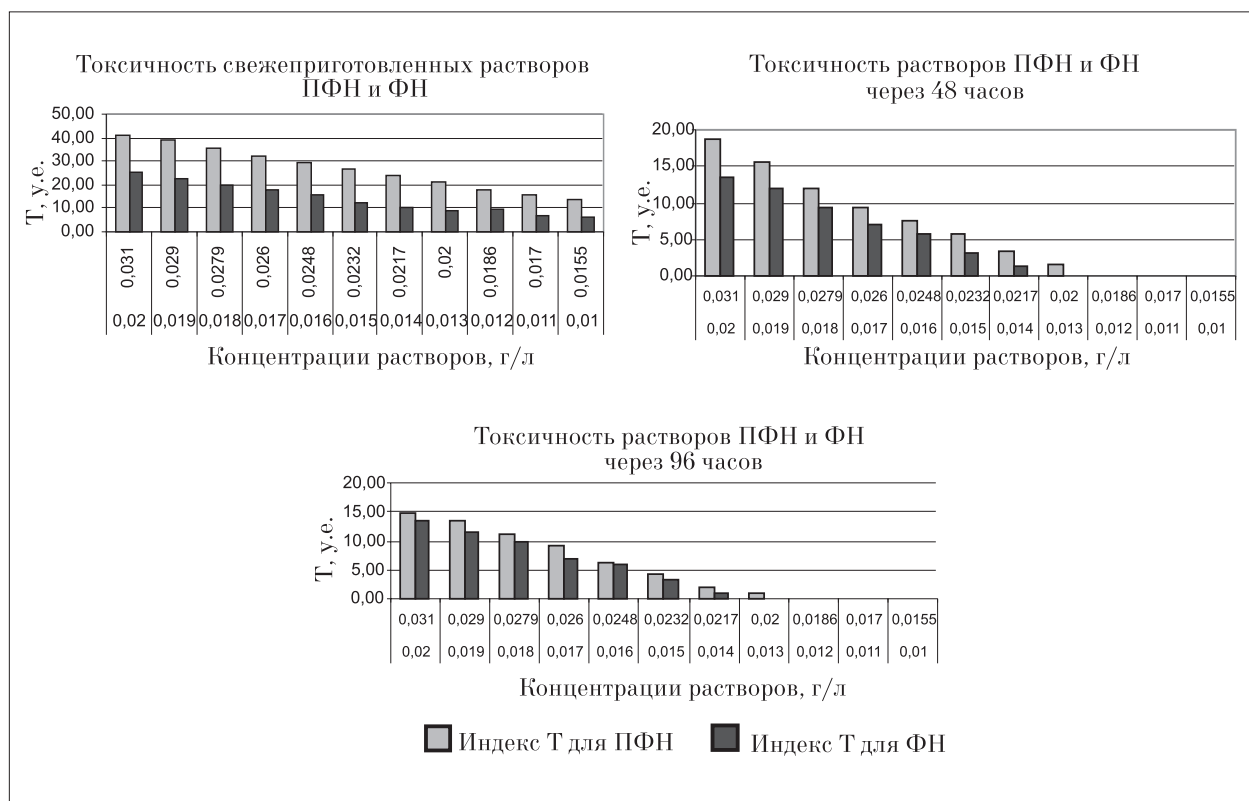 Токсичность свежеприготовленных растворов
ПФН и ФН
Т, у.е.
50,00
40,00
30,00
20,00
10,00
0,00
0,031 0,029 0,0279 0,026 0,0248 0,0232 0,0217 0,02 0,0186 0,017 0,0155
0,02 0,019 0,018 0,017 0,016 0,015 0,014 0,013 0,012 0,011 0,01
Концентрации растворов, г/л
Токсичность растворов ПФН и ФН
через 48 часов
Т, у.е.
20,00
15,00
10,00
5,00
0,00
0,031 0,029 0,0279 0,026 0,0248 0,0232 0,0217 0,02 0,0186 0,017 0,0155
0,02 0,019 0,018 0,017 0,016 0,015 0,014 0,013 0,012 0,011 0,01
Концентрации растворов, г/л
Токсичность растворов ПФН и ФН
через 96 часов
Т, у.е.
20,00
15,00
10,00
5,00
0,00
0,031 0,029 0,0279 0,026 0,0248 0,0232 0,0217 0,02 0,0186 0,017 0,0155
0,02 0,019 0,018 0,017 0,016 0,015 0,014 0,013 0,012 0,011 0,01
Концентрации растворов, г/л
Индекс Т для ПФН
Индекс Т для ФН